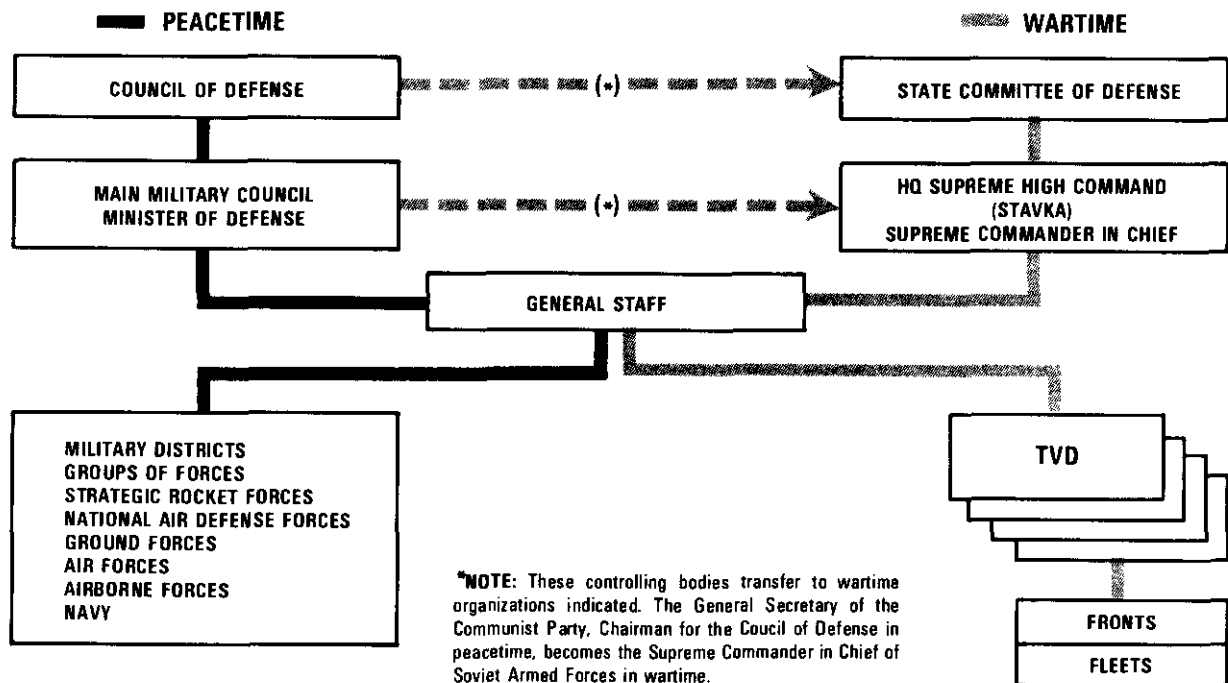 PEACETIME
WARTIME
COUNCIL OF DEFENSE
(*)
STATE COMMITTEE OF DEFENSE
MAIN MILITARY COUNCIL
MINISTER OF DEFENSE
(*)
HQ SUPREME HIGH COMMAND
(STAVKA)
SUPREME COMMANDER IN CHIEF
GENERAL STAFF
MILITARY DISTRICTS
GROUPS OF FORCES
STRATEGIC ROCKET FORCES
NATIONAL AIR DEFENSE FORCES
GROUND FORCES
AIR FORCES
AIRBORNE FORCES
NAVY
TVD
*NOTE: These controlling bodies transfer to wartime
organizations indicated. The General Secretary of the
Communist Party, Chairman for the Coucil of Defense in
peacetime, becomes the Supreme Commander in Chief of
Soviet Armed Forces in wartime.
FRONTS
FLEETS